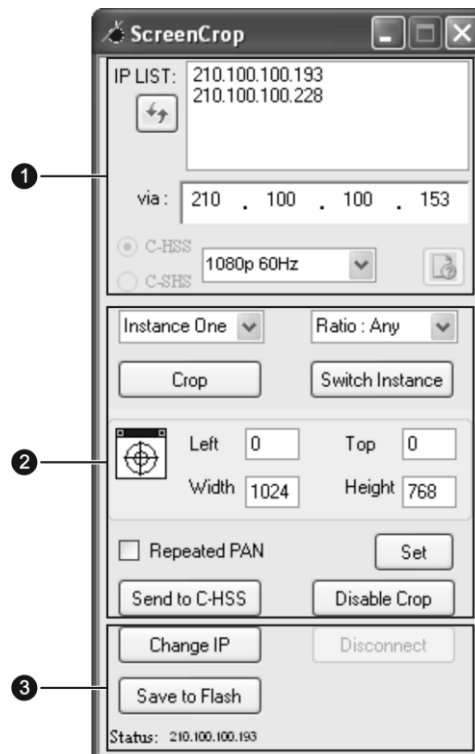 ScreenCrop
IP LIST:
210.100.100.193
210.100.100.228
1
via :
210 . 100 . 100 . 153
C-HSS
C-SHS
1080p 60Hz
Instance One
Ratio : Any
Crop
Switch Instance
2
Left 0
Top 0
Width 1024
Height 768
Repeated PAN
Set
Send to C-HSS
Disable Crop
Change IP
Disconnect
3
Save to Flash
Status: 210.100.100.193